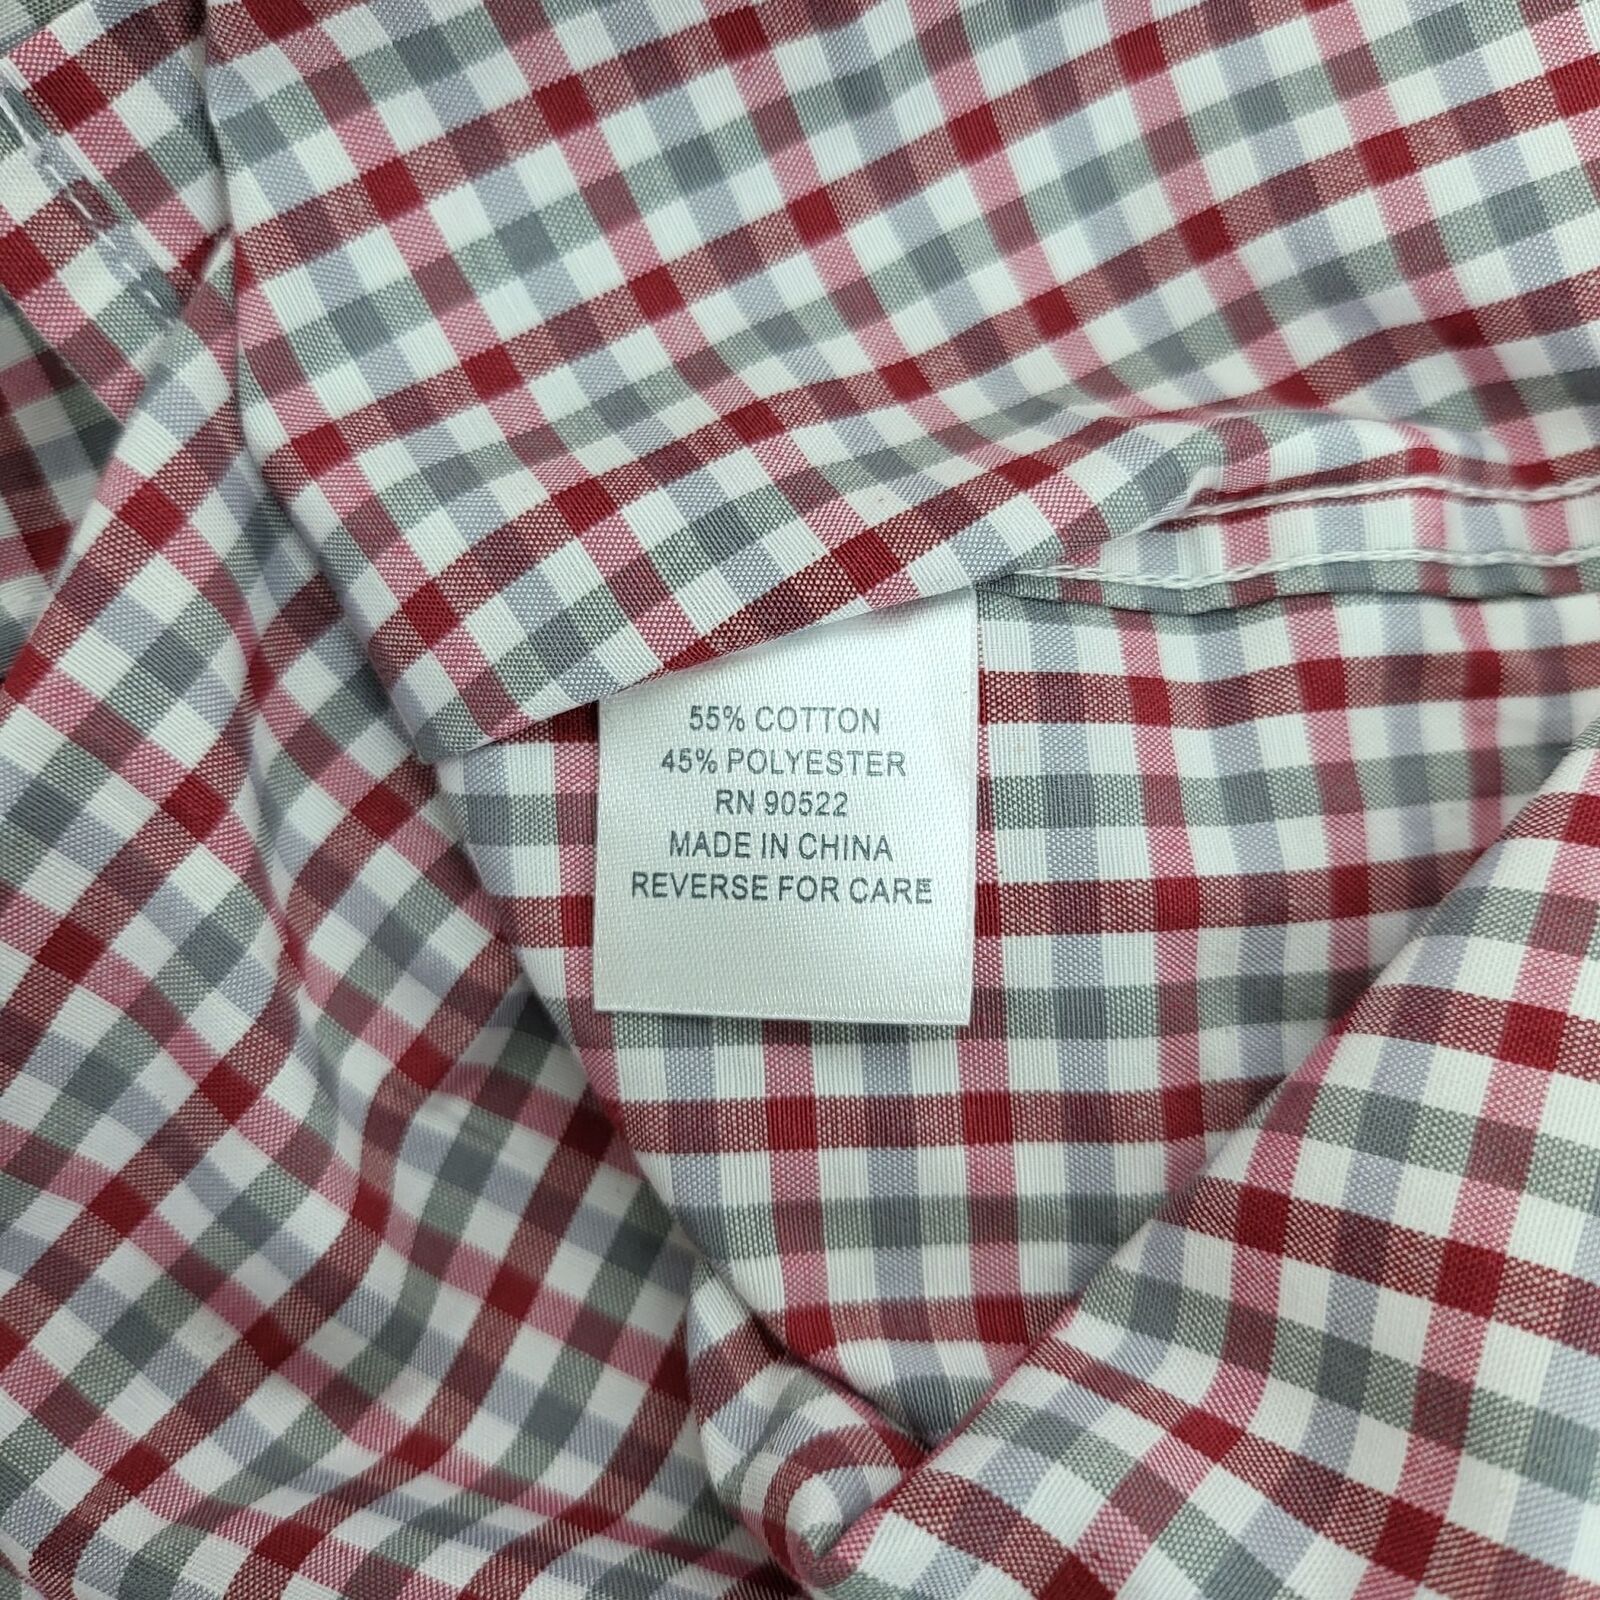 55% COTTON
45% POLYESTER
RN 90522
MADE IN CHINA
REVERSE FOR CARE